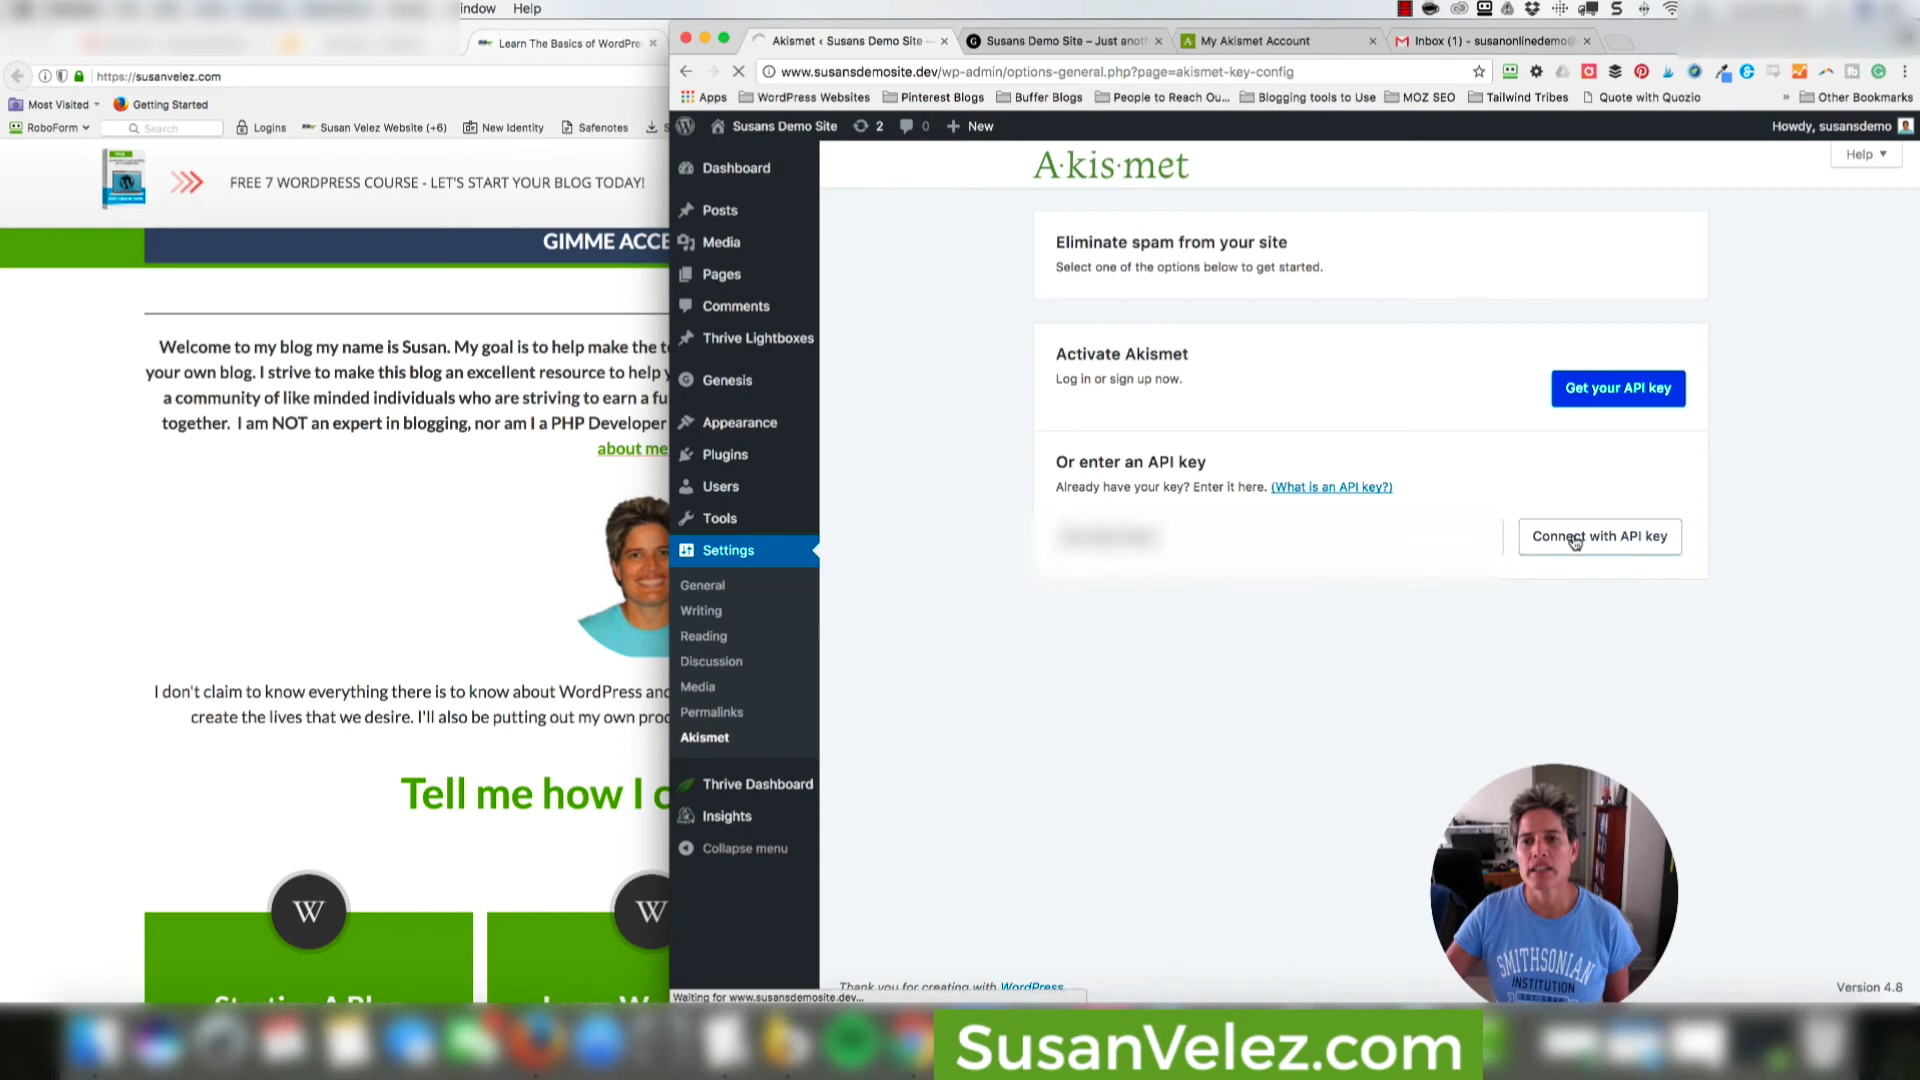 indow Help
Learn The Basics of WordPre
https://susanvelez.com
Most Visited Getting Started
RoboForm Search Logins Susan Velez Website (+6) New Identity Safenotes S
FREE 7 WORDPRESS COURSE - LET'S START YOUR BLOG TODAY!
GIMME ACCE
Welcome to my blog my name is Susan. My goal is to help make the t
your own blog. I strive to make this blog an excellent resource to help y
a community of like minded individuals who are striving to earn a fu
together. I am NOT an expert in blogging, nor am I a PHP Developer
about me
I don't claim to know everything there is to know about WordPress and
create the lives that we desire. I'll also be putting out my own prod
Tell me how I c
W W
Akismet ‹ Susans Demo Site —
Susans Demo Site – Just anoth
My Akismet Account
Inbox (1) - susanonlinedemo@
www.susansdemosite.dev/wp-admin/options-general.php?page=akismet-key-config
Apps WordPress Websites Pinterest Blogs Buffer Blogs People to Reach Ou... Blogging tools to Use MOZ SEO Tailwind Tribes Quote with Quozio » Other Bookmarks
Susans Demo Site 2 0 New Howdy, susansdemo
Dashboard
Posts
Media
Pages
Comments
Thrive Lightboxes
Genesis
Appearance
Plugins
Users
Tools
Settings
General
Writing
Reading
Discussion
Media
Permalinks
Akismet
Thrive Dashboard
Insights
Collapse menu
A·kis·met
Help
Eliminate spam from your site
Select one of the options below to get started.
Activate Akismet
Log in or sign up now.
Get your API key
Or enter an API key
Already have your key? Enter it here. (What is an API key?)
Connect with API key
SMITHSONIAN
INSTITUTION
Thank you for creating with WordPress.
Version 4.8
Waiting for www.susansdemosite.dev...
SusanVelez.com